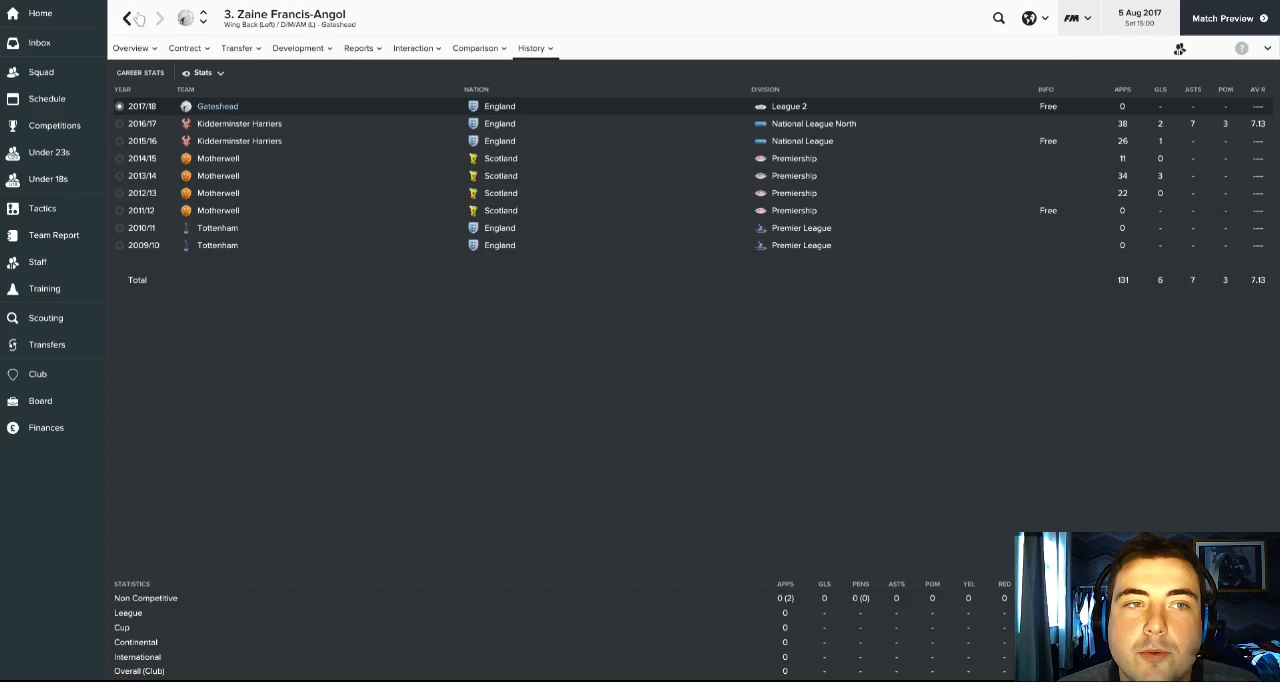 Home
Inbox
Squad
Schedule
Competitions
Under 23s
Under 18s
Tactics
Team Report
Staff
Training
Scouting
Transfers
Club
Board
Finances
3. Zaine Francis-Angol
Wing Back (Left) / D/M/AM (L) - Gateshead
FM
5 Aug 2017
Sat 15:00
Match Preview
Overview Contract Transfer Development Reports Interaction Comparison History
CAREER STATS Stats
YEAR TEAM NATION DIVISION INFO APPS GLS ASTS POM AV R
2017/18 Gateshead England League 2 Free 0 - - - ----
2016/17 Kidderminster Harriers England National League North 38 2 7 3 7.13
2015/16 Kidderminster Harriers England National League Free 26 1 - - ----
2014/15 Motherwell Scotland Premiership 11 0 - - ----
2013/14 Motherwell Scotland Premiership 34 3 - - ----
2012/13 Motherwell Scotland Premiership 22 0 - - ----
2011/12 Motherwell Scotland Premiership Free 0 - - - ----
2010/11 Tottenham England Premier League 0 - - - ----
2009/10 Tottenham England Premier League 0 - - - ----
Total 131 6 7 3 7.13
STATISTICS APPS GLS PENS ASTS POM YEL RED
Non Competitive 0 (2) 0 0 (0) 0 0 0 0
League 0 - - - - - -
Cup 0 - - - - - -
Continental 0 - - - - - -
International 0 - - - - - -
Overall (Club) 0 - - - - - -